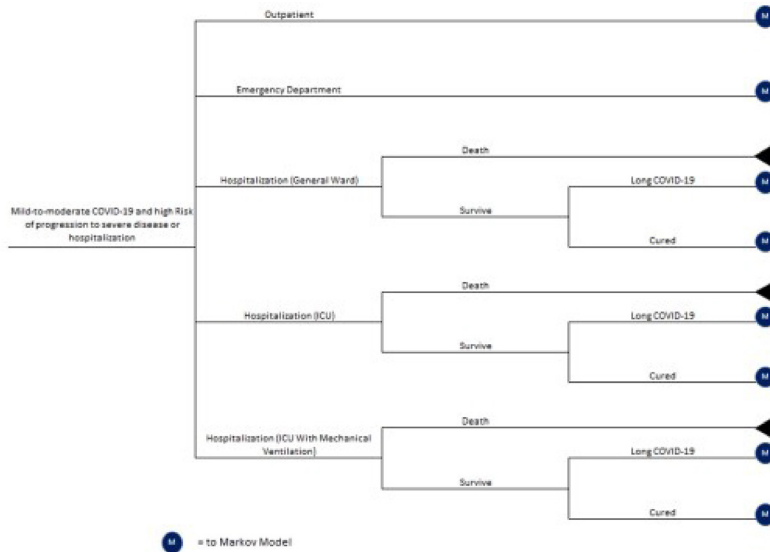 Outpatient
M
Emergency Department
M
Death
Hospitalization (General Ward)
Long COVID-19
M
Survive
Mild-to-moderate COVID-19 and high Risk
of progression to severe disease or
hospitalization
Cured
M
Death
Hospitalization (ICU)
Long COVID-19
M
Survive
Cured
M
Death
Hospitalization (ICU With Mechanical
Ventilation)
Long COVID-19
M
Survive
Cured
M
M = to Markov Model